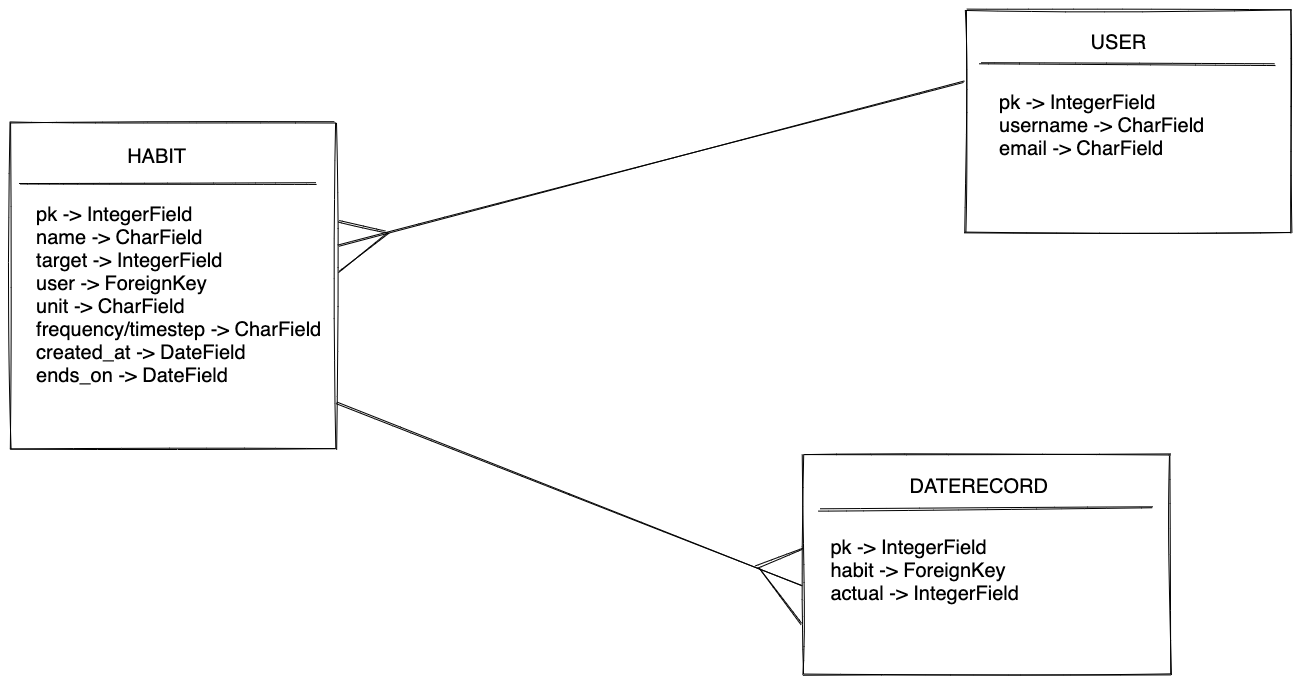 HABIT
pk -> IntegerField
name -> CharField
target -> IntegerField
user -> ForeignKey
unit -> CharField
frequency/timestep -> CharField
created_at -> DateField
ends_on -> DateField
USER
pk -> IntegerField
username -> CharField
email -> CharField
DATERECORD
pk -> IntegerField
habit -> ForeignKey
actual -> IntegerField